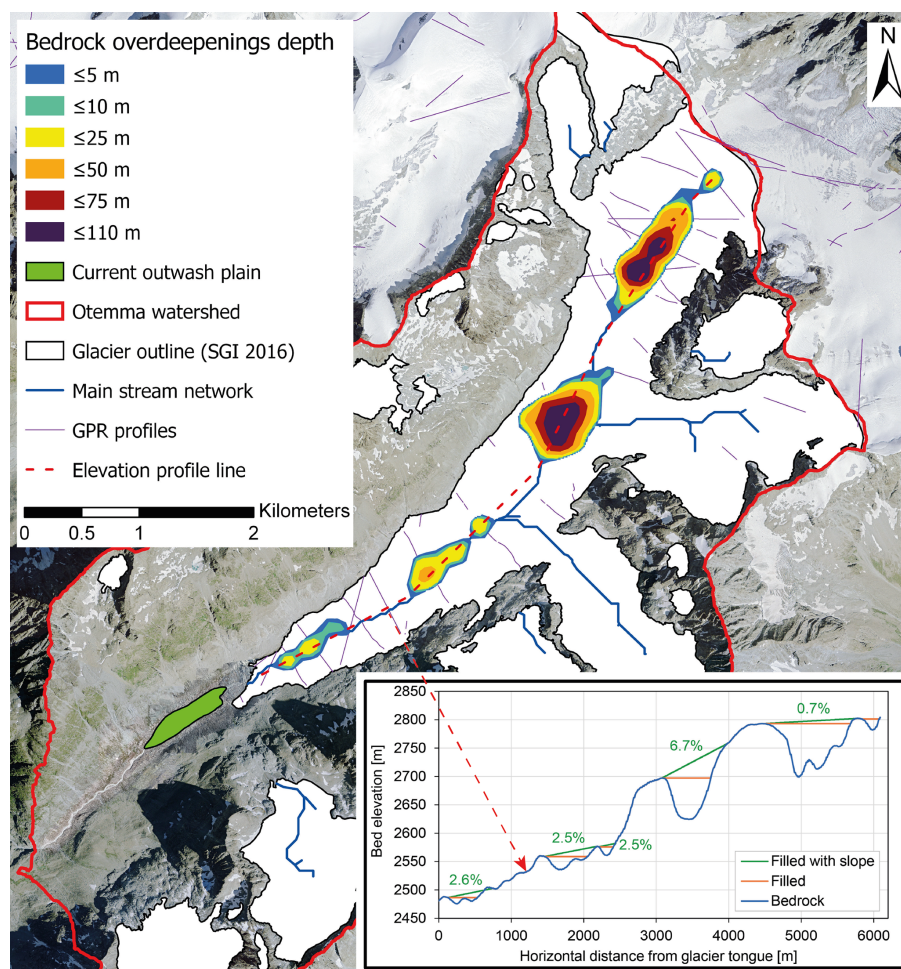 Bedrock overdeepenings depth
≤5 m
≤10 m
≤25 m
≤50 m
≤75 m
≤110 m
Current outwash plain
Otemma watershed
Glacier outline (SGI 2016)
Main stream network
GPR profiles
Elevation profile line
Kilometers
0 0.5 1 2
N
2850
2800
2750
2700
2650
2600
2550
2500
2450
Bed elevation [m]
0.7%
6.7%
2.5%
2.5%
2.6%
Filled with slope
Filled
Bedrock
0 1000 2000 3000 4000 5000 6000
Horizontal distance from glacier tongue [m]